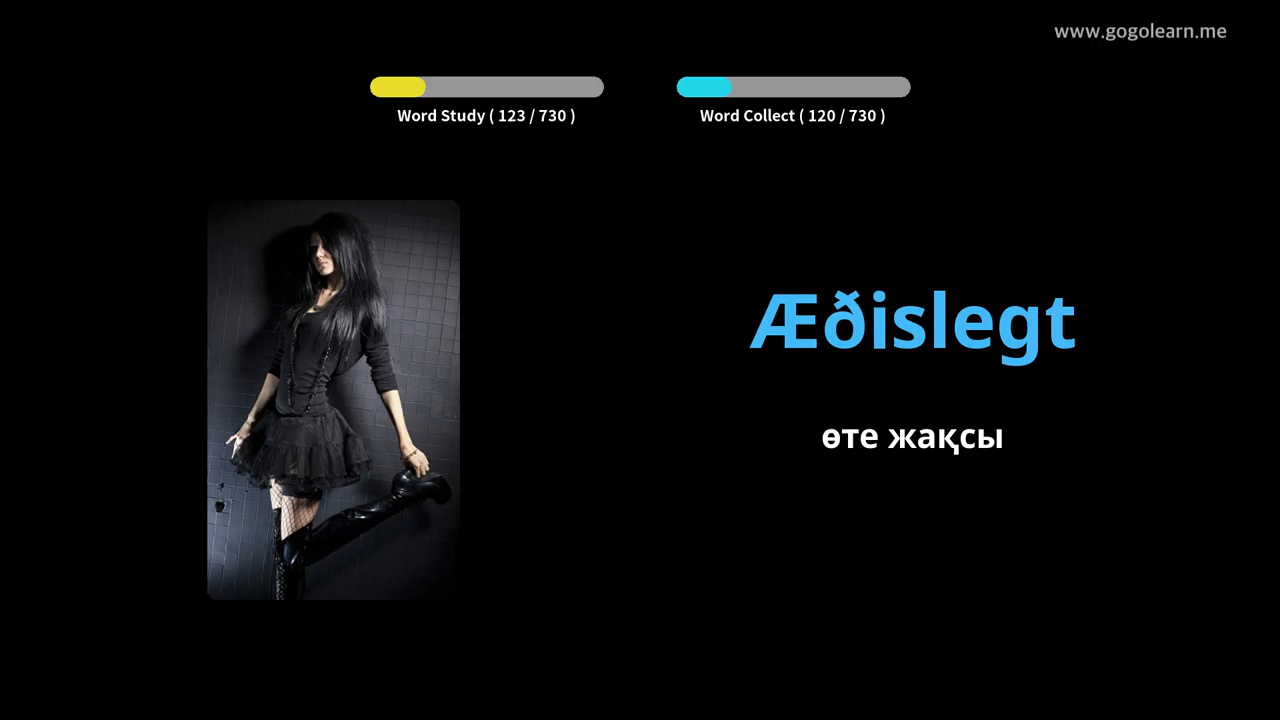 www.gogolearn.me
Word Study ( 123 / 730 )
Word Collect ( 120 / 730 )
Æðislegt
өте жақсы